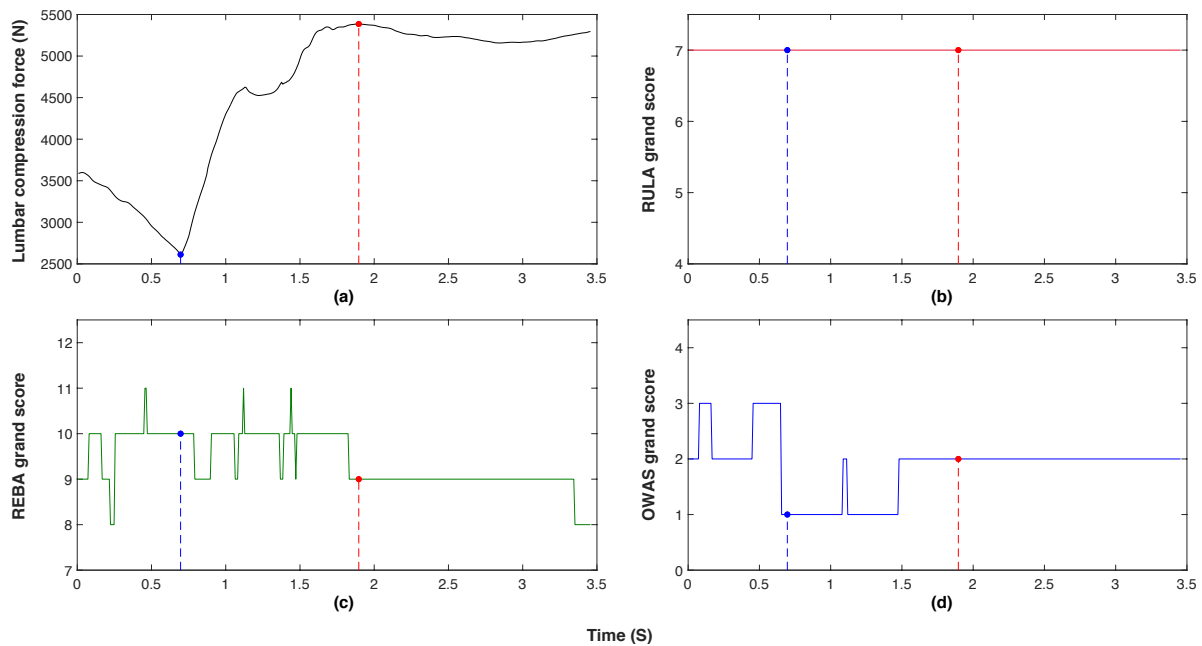 Lumbar compression force (N)
5500
5000
4500
4000
3500
3000
2500
0 0.5 1 1.5 2 2.5 3 3.5
(a)
RULA grand score
8
7
6
5
4
0 0.5 1 1.5 2 2.5 3 3.5
(b)
REBA grand score
12
11
10
9
8
7
0 0.5 1 1.5 2 2.5 3 3.5
(c)
OWAS grand score
4
3
2
1
0
0 0.5 1 1.5 2 2.5 3 3.5
(d)
Time (S)